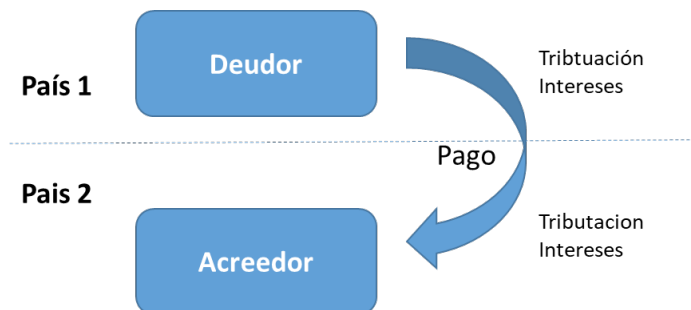 Deudor
Tribtuación
Intereses
País 1
Pago
Pais 2
Tributacion
Intereses
Acreedor